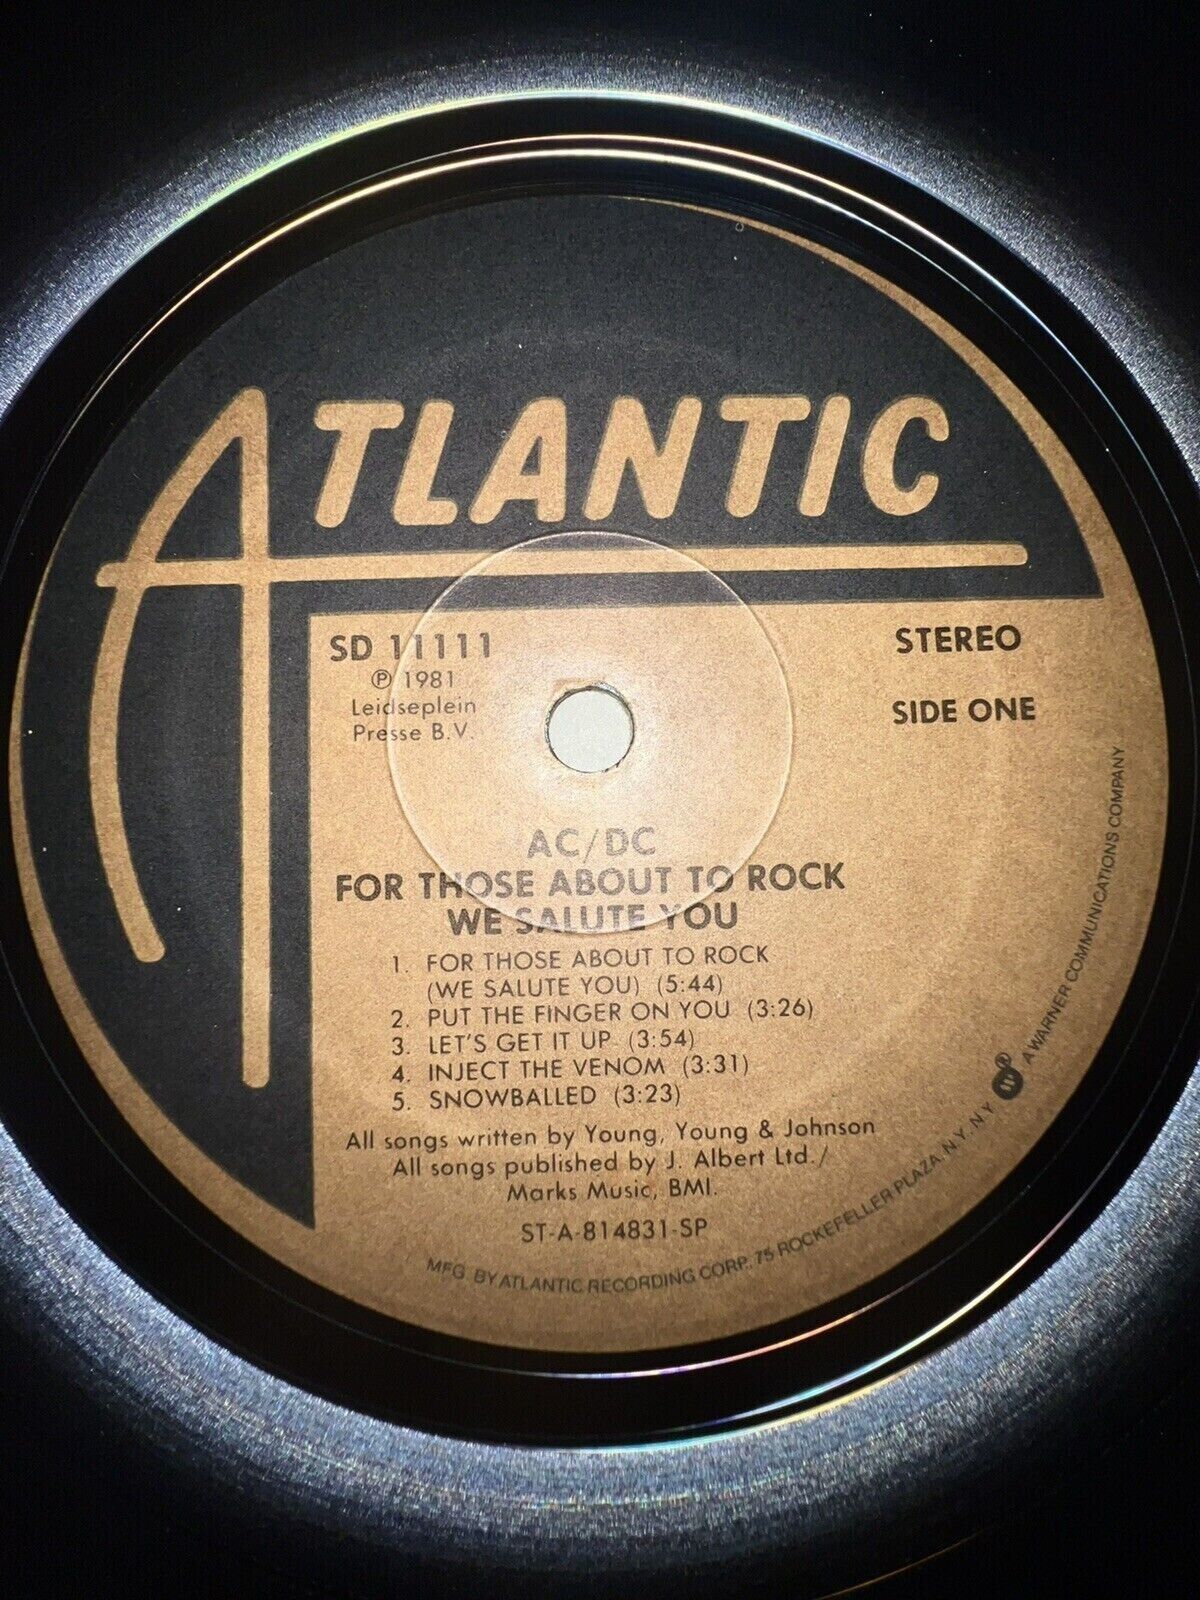 ATLANTIC
SD 11111
℗ 1981
Leidseplein
Presse B.V.
STEREO
SIDE ONE
AC/DC
FOR THOSE ABOUT TO ROCK
WE SALUTE YOU
1. FOR THOSE ABOUT TO ROCK
(WE SALUTE YOU) (5:44)
2. PUT THE FINGER ON YOU (3:26)
3. LET'S GET IT UP (3:54)
4. INJECT THE VENOM (3:31)
5. SNOWBALLED (3:23)
All songs written by Young, Young & Johnson
All songs published by J. Albert Ltd./
Marks Music, BMI.
ST-A-814831-SP
MFG. BY ATLANTIC RECORDING CORP. 75 ROCKEFELLER PLAZA, N.Y. N.Y. ® A WARNER COMMUNICATIONS COMPANY